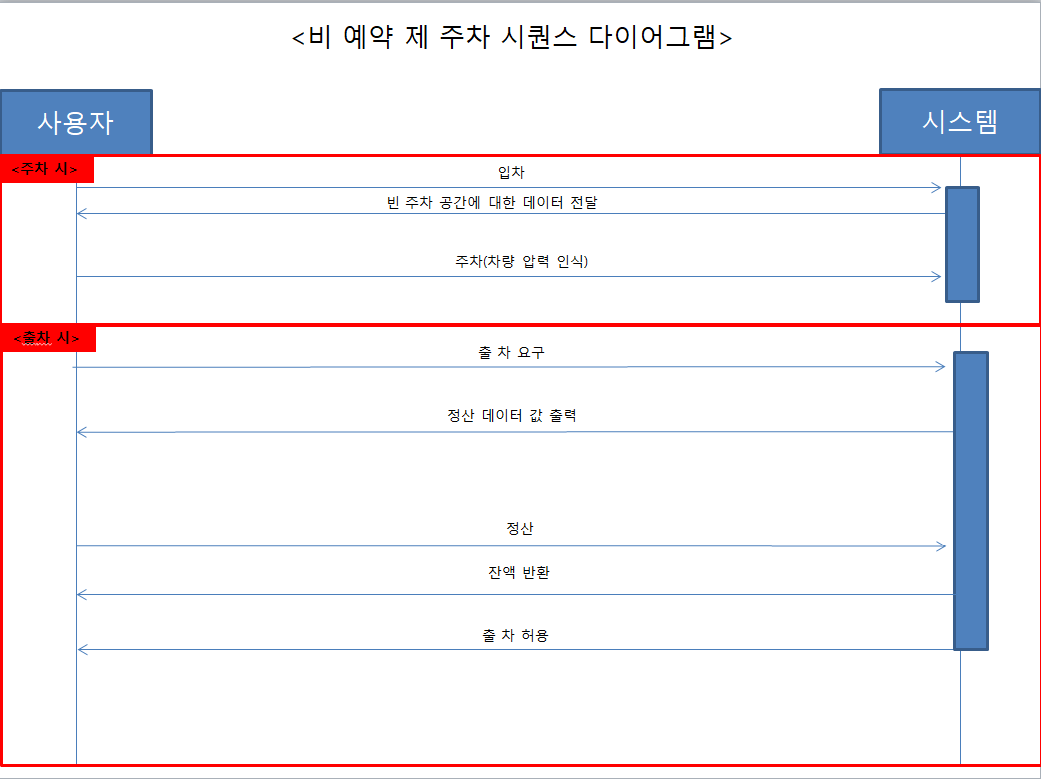 <비 예약 제 주차 시퀀스 다이어그램>
사용자
시스템
<주차 시>
입차
빈 주차 공간에 대한 데이터 전달
주차(차량 압력 인식)
<출차 시>
출 차 요구
정산 데이터 값 출력
정산
잔액 반환
출 차 허용